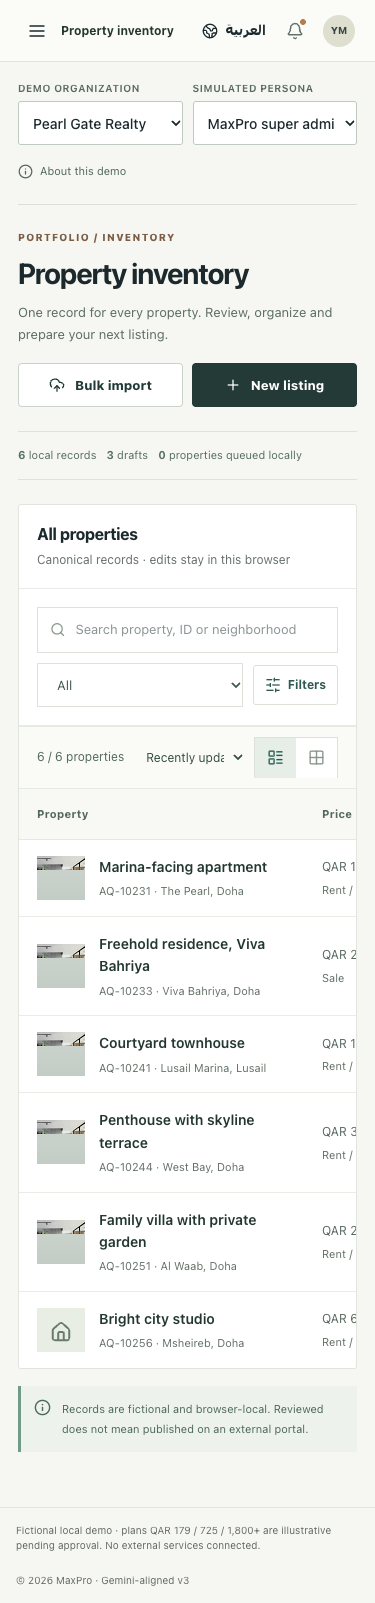 Property inventory العربية YM
DEMO ORGANIZATION SIMULATED PERSONA
Pearl Gate Realty MaxPro super admi
About this demo
PORTFOLIO / INVENTORY
Property inventory
One record for every property. Review, organize and
prepare your next listing.
Bulk import New listing
6 local records 3 drafts 0 properties queued locally
All properties
Canonical records · edits stay in this browser
Search property, ID or neighborhood
All Filters
6 / 6 properties Recently upda
Property Price
Marina-facing apartment QAR 1
AQ-10231 · The Pearl, Doha Rent /
Freehold residence, Viva
Bahriya QAR 2
AQ-10233 · Viva Bahriya, Doha Sale
Courtyard townhouse QAR 1
AQ-10241 · Lusail Marina, Lusail Rent /
Penthouse with skyline
terrace QAR 3
AQ-10244 · West Bay, Doha Rent /
Family villa with private
garden QAR 2
AQ-10251 · Al Waab, Doha Rent /
Bright city studio QAR 6
AQ-10256 · Msheireb, Doha Rent /
Records are fictional and browser-local. Reviewed
does not mean published on an external portal.
Fictional local demo · plans QAR 179 / 725 / 1,800+ are illustrative
pending approval. No external services connected.
© 2026 MaxPro · Gemini-aligned v3